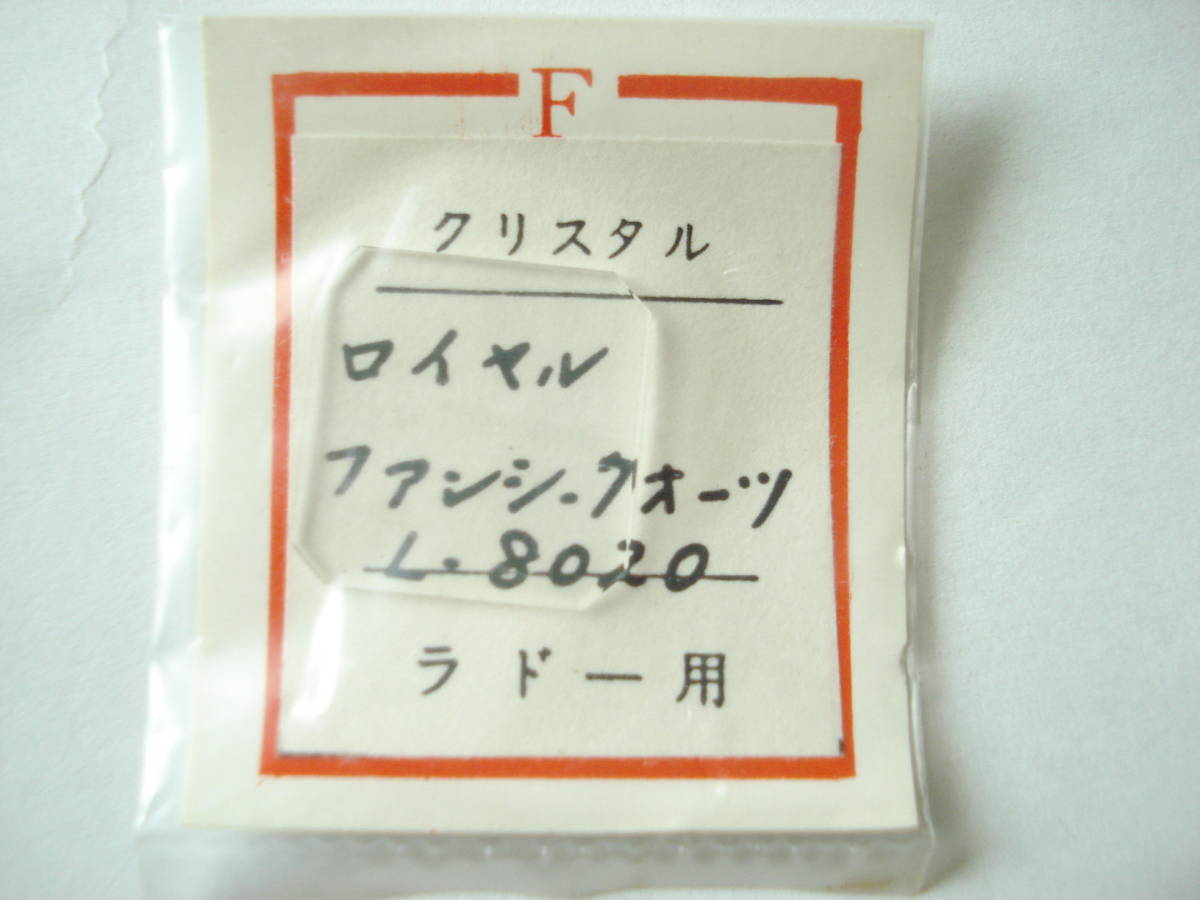 F
クリスタル
ロイヤル
ファンシークオーツ
L-8020
ラドー用